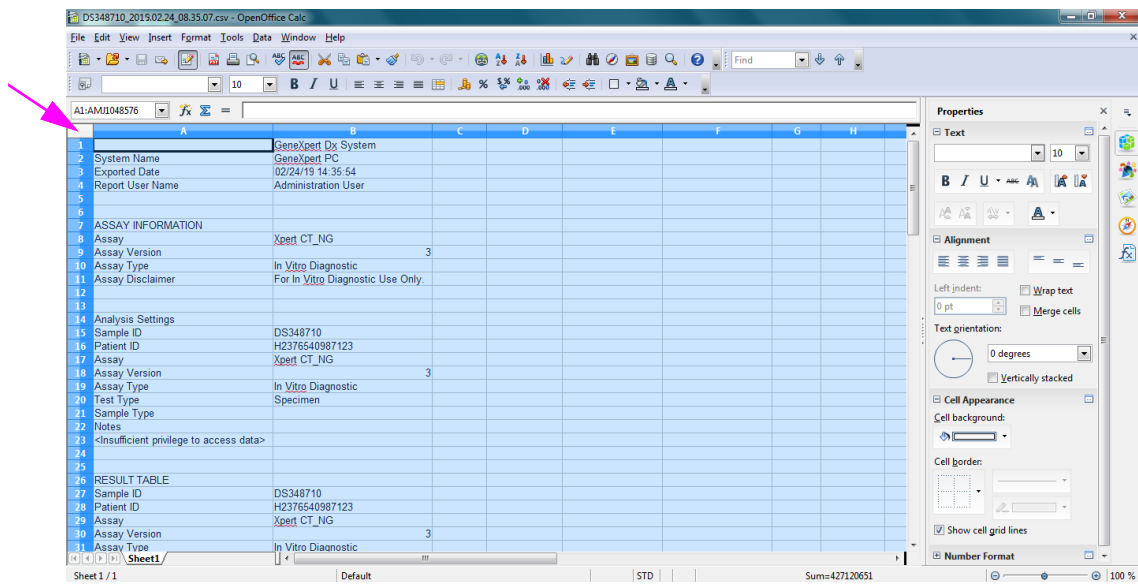 DS348710_2015.02.24_08.35.07.csv - OpenOffice Calc
File Edit View Insert Format Tools Data Window Help
Find
10
A1:AMJ1048576
A B C D E F G H
1 GeneXpert Dx System
2 System Name GeneXpert PC
3 Exported Date 02/24/19 14:35:54
4 Report User Name Administration User
5
6
7 ASSAY INFORMATION
8 Assay Xpert CT_NG
9 Assay Version 3
10 Assay Type In Vitro Diagnostic
11 Assay Disclaimer For In Vitro Diagnostic Use Only.
12
13
14 Analysis Settings
15 Sample ID DS348710
16 Patient ID H2376540987123
17 Assay Xpert CT_NG
18 Assay Version 3
19 Assay Type In Vitro Diagnostic
20 Test Type Specimen
21 Sample Type
22 Notes
23 <Insufficient privilege to access data>
24
25
26 RESULT TABLE
27 Sample ID DS348710
28 Patient ID H2376540987123
29 Assay Xpert CT_NG
30 Assay Version 3
31 Assay Type In Vitro Diagnostic
Sheet1
Sheet 1 / 1 Default STD Sum=427120651 100 %
Properties
Text
10
Alignment
Left indent: Wrap text
0 pt Merge cells
Text orientation:
0 degrees
Vertically stacked
Cell Appearance
Cell background:
Cell border:
Show cell grid lines
Number Format